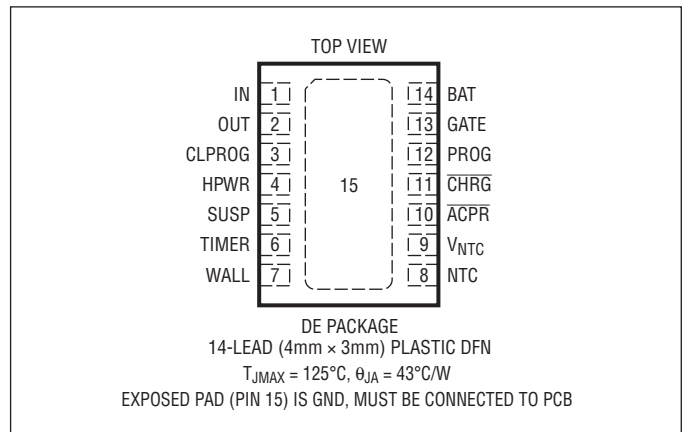 TOP VIEW
IN 1 14 BAT
OUT 2 13 GATE
CLPROG 3 12 PROG
HPWR 4 15 11 CHRG
SUSP 5 10 ACPR
TIMER 6 9 VNTC
WALL 7 8 NTC
DE PACKAGE
14-LEAD (4mm × 3mm) PLASTIC DFN
TJMAX = 125°C, θJA = 43°C/W
EXPOSED PAD (PIN 15) IS GND, MUST BE CONNECTED TO PCB